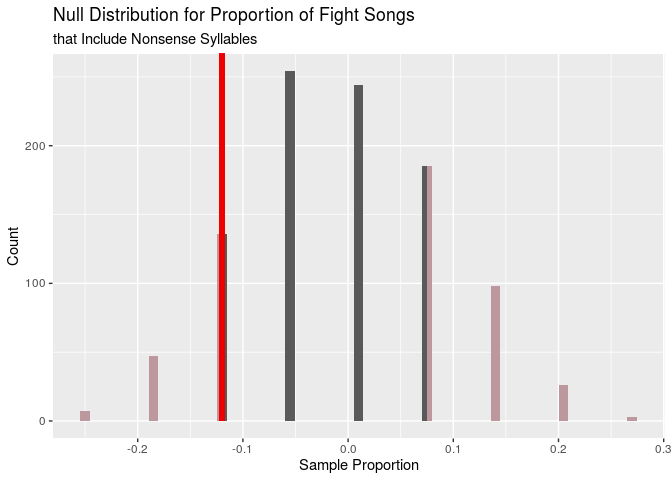 Null Distribution for Proportion of Fight Songs
that Include Nonsense Syllables
Count
200
100
0
-0.2 -0.1 0.0 0.1 0.2 0.3
Sample Proportion